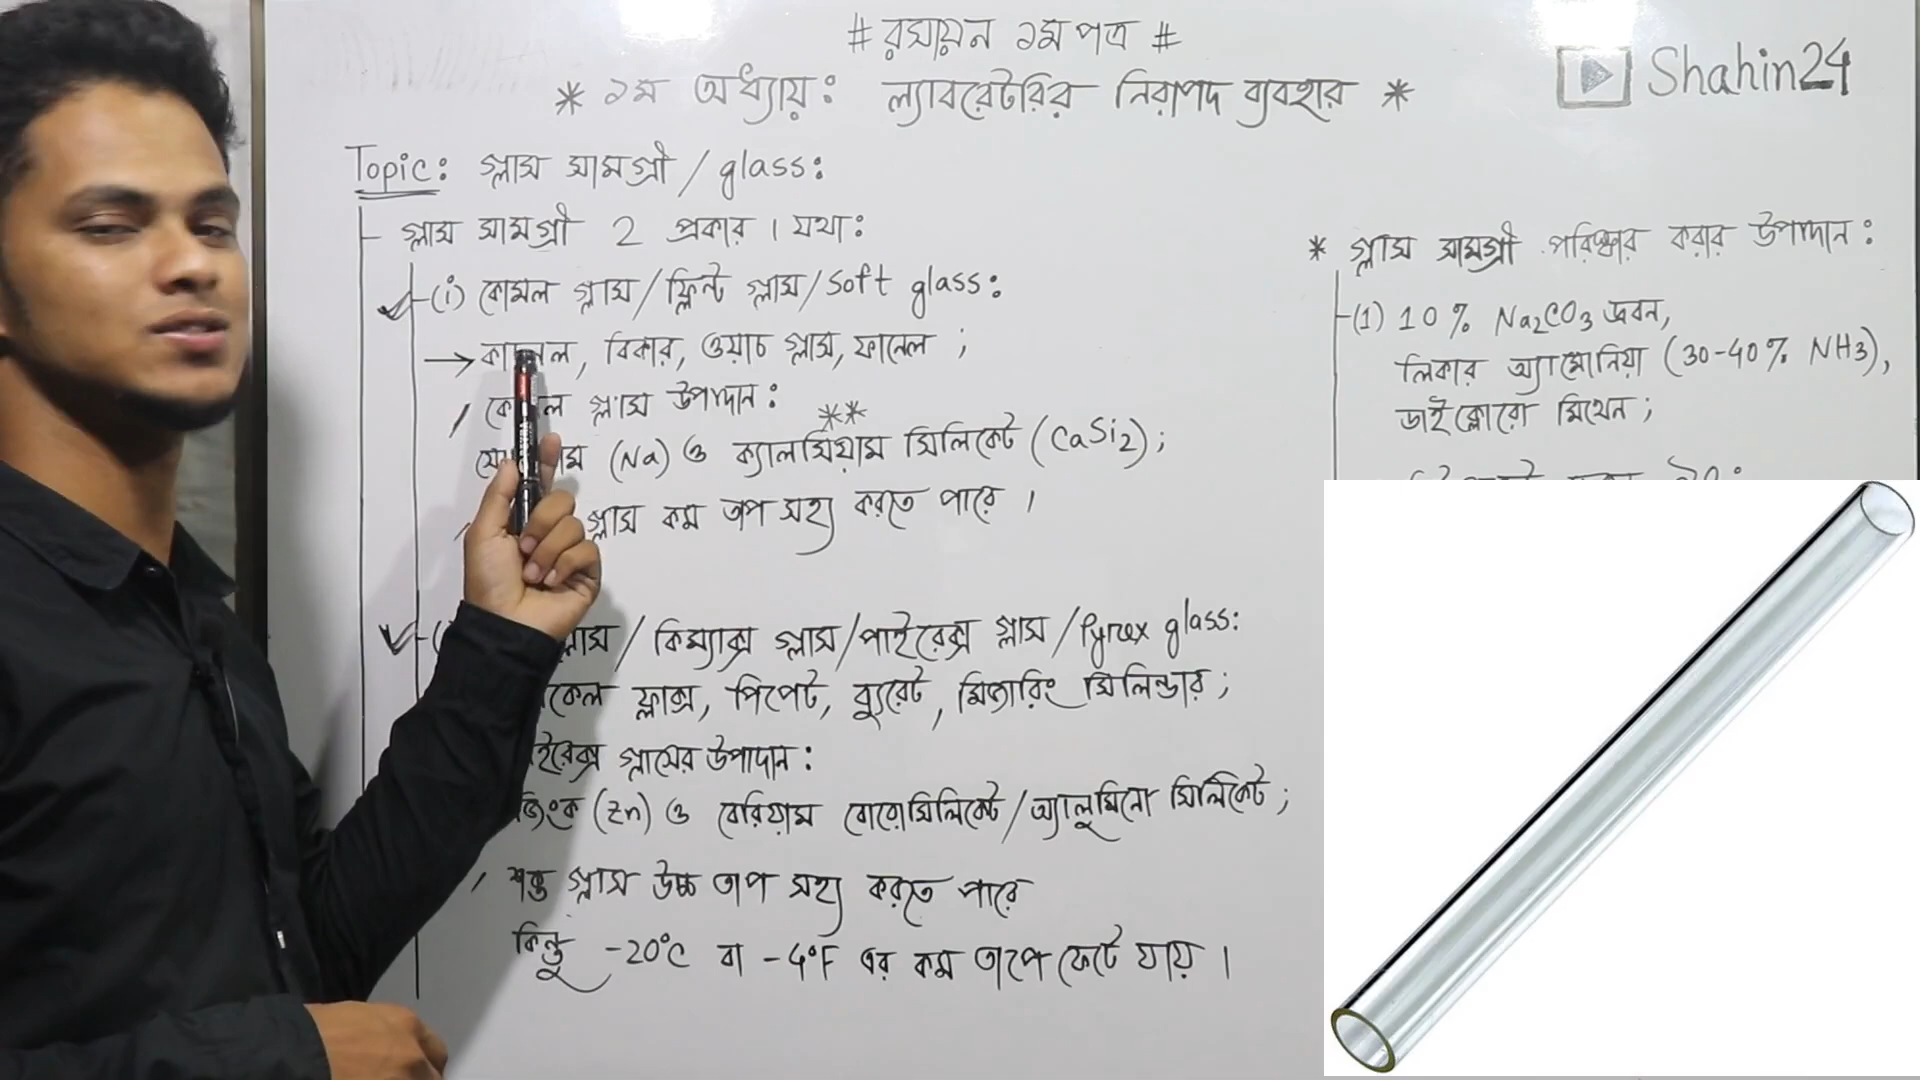 # রসায়ন ১ম পত্র #
* ১ম অধ্যায়: ল্যাবরেটরির নিরাপদ ব্যবহার *
Shahin24
Topic: গ্লাস সামগ্রী / glass:
গ্লাস সামগ্রী 2 প্রকার । যথা:
(i) কোমল গ্লাস/ফ্লিন্ট গ্লাস/soft glass:
→ বিকার, ওয়াচ গ্লাস, ফানেল ;
গ্লাস উপাদান:
**
(Na) ও ক্যালসিয়াম সিলিকেট (CaSi2);
গ্লাস কম তাপ সহ্য করতে পারে ।
গ্লাস / কিম্যাক্স গ্লাস/পাইরেক্স গ্লাস /Pyrex glass:
ফ্লাক্স, পিপেট, ব্যুরেট, মিজারিং সিলিন্ডার;
গ্লাসের উপাদান:
জিংক (Zn) ও বেরিয়াম বোরোসিলিকেট/অ্যালুমিনো সিলিকেট;
শক্ত গ্লাস উচ্চ তাপ সহ্য করতে পারে
কিন্তু -20°C বা -4°F এর কম তাপে ফেটে যায় ।
* গ্লাস সামগ্রী পরিষ্কার করার উপাদান:
(1) 10% Na2CO3 দ্রবন,
লিকার অ্যামোনিয়া (30-40% NH3),
ডাইক্লোরো মিথেন;